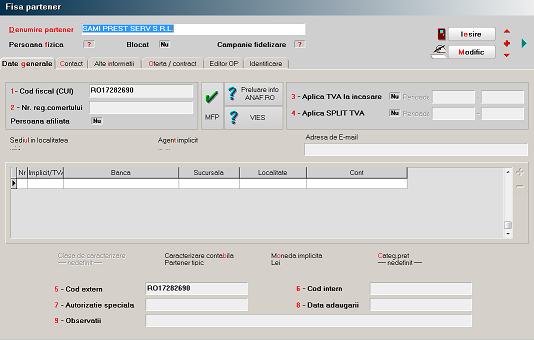 Fisa partener
Denumire partener SAMI PREST SERV S.R.L.
Iesire
Persoana fizica ? Blocat Nu Campanie fidelizare ?
Modific
Date generale Contact Alte informatii Oferta / contract Editor OP Identificare
1 - Cod fiscal (CUI) RO17282690
2 - Nr. reg.comertului
Persoana afiliata Nu
MFP
? Preluare info ANAF.RO
? VIES
3 - Aplica TVA la incasare Nu Perioada -
4 - Aplica SPLIT TVA Nu Perioada -
Sediul in localitatea Agent implicit Adresa de E-mail
Nr Implicit/TVA Banca Sucursala Localitate Cont
Clasa de caracterizare Caracterizare contabila Moneda implicita Categ.pret
--- nedefinit --- Partener tipic Lei --- nedefinit ---
5 - Cod extern RO17282690 6 - Cod intern
7 - Autorizatie speciala 8 - Data adaugarii
9 - Observatii